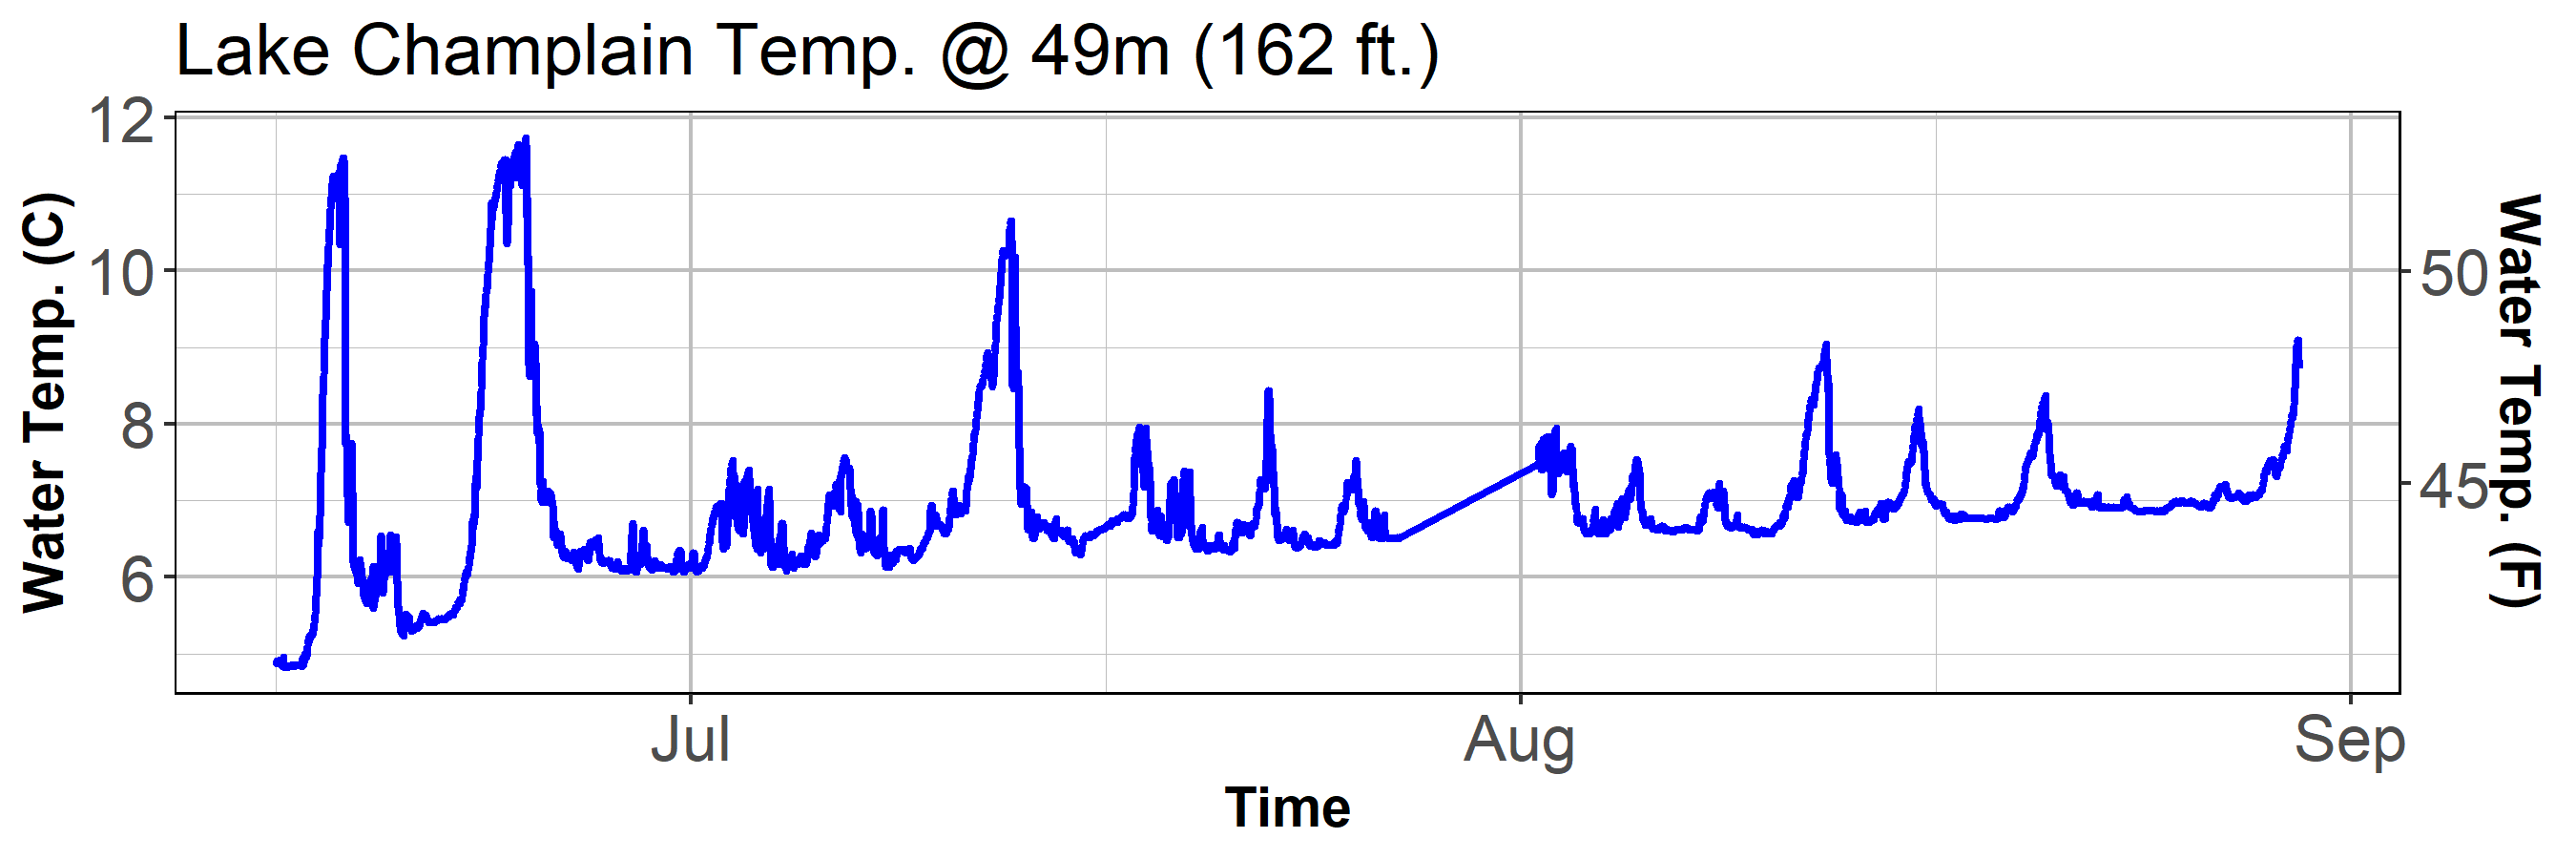 Lake Champlain Temp. @ 49m (162 ft.)
12
10
8
6
Water Temp. (C)
50
45
Water Temp. (F)
Jul
Aug
Sep
Time